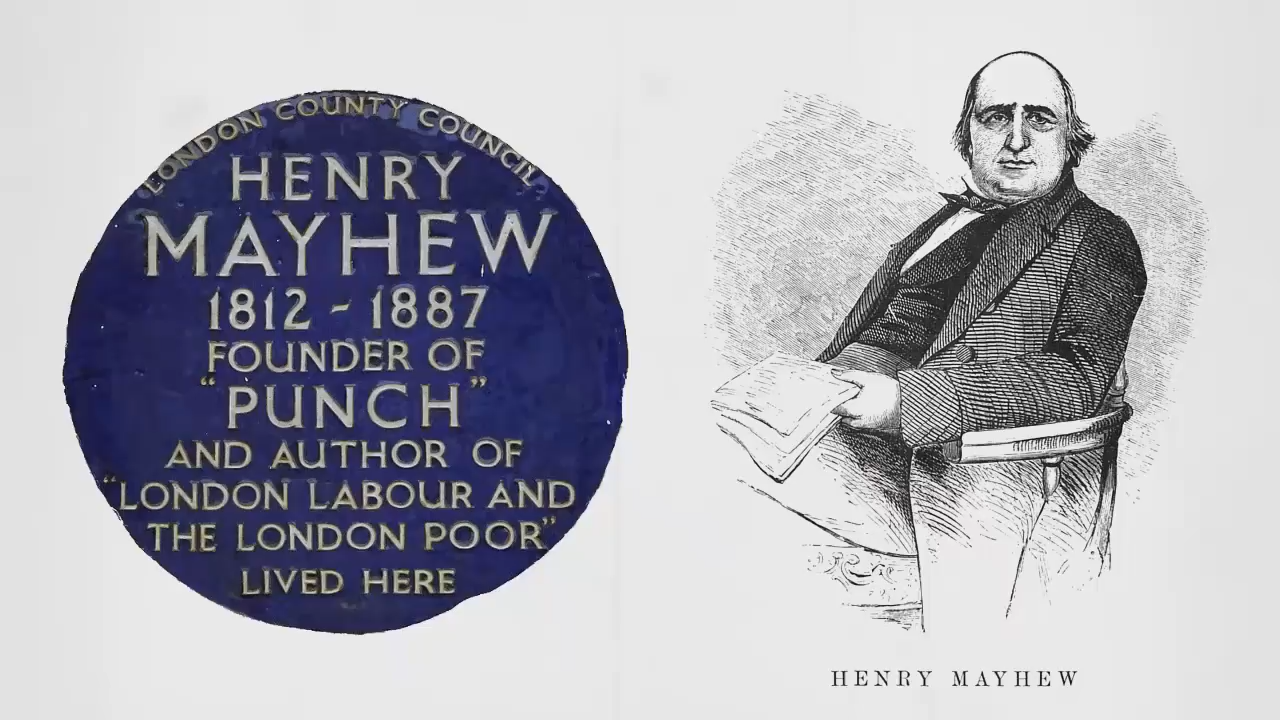 LONDON COUNTY COUNCIL
HENRY
MAYHEW
1812 - 1887
FOUNDER OF
"PUNCH"
AND AUTHOR OF
"LONDON LABOUR AND
THE LONDON POOR"
LIVED HERE
HENRY MAYHEW